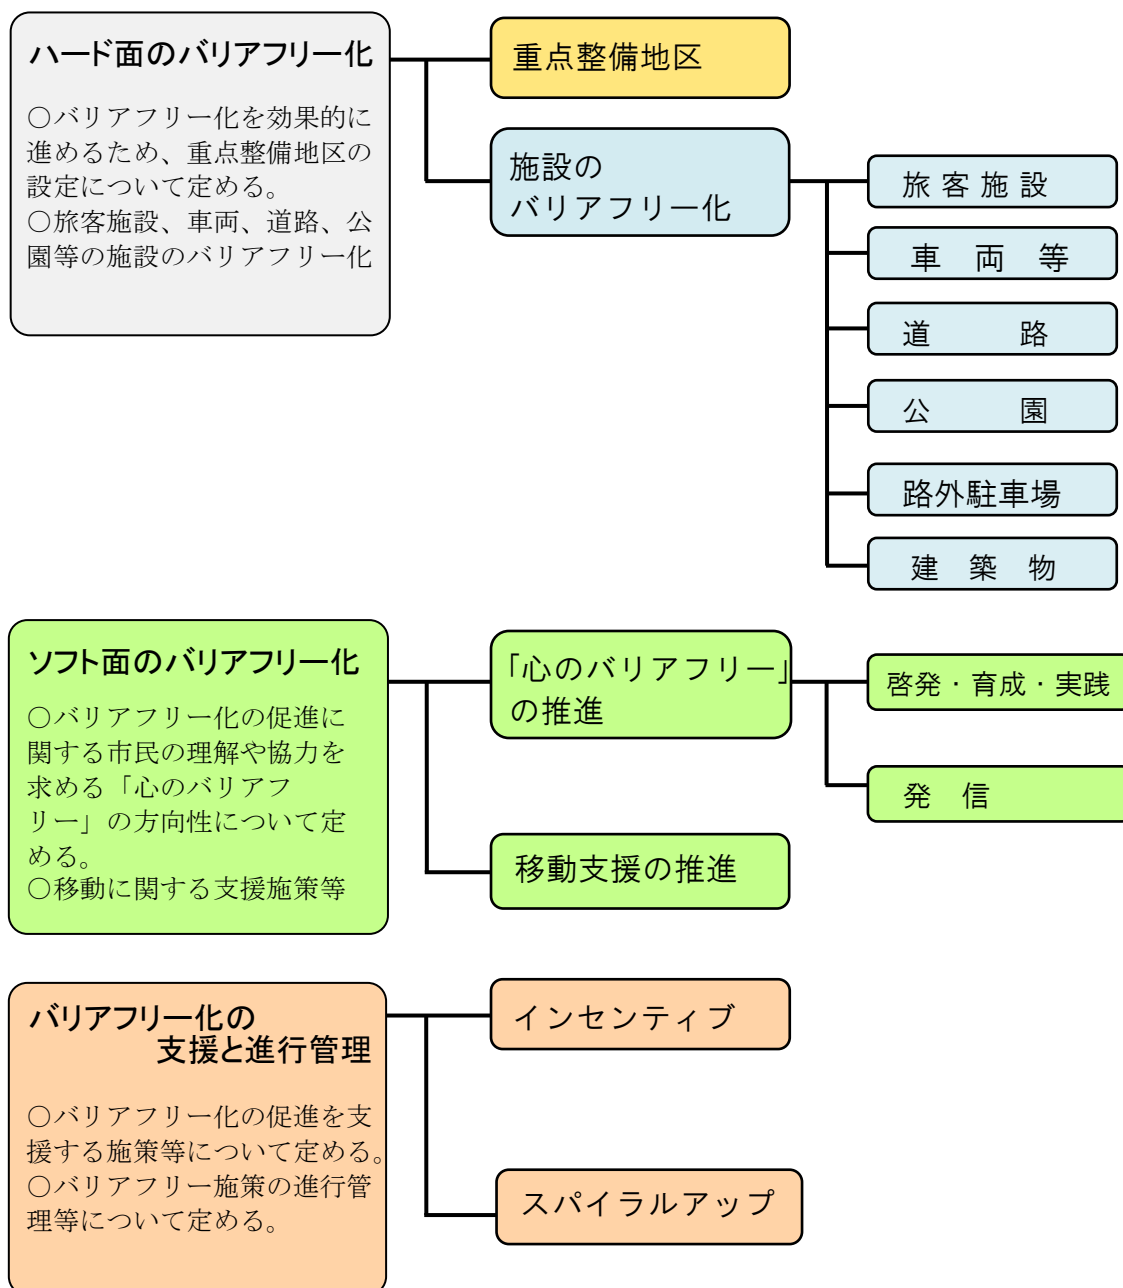 ハード面のバリアフリー化
○バリアフリー化を効果的に
進めるため、重点整備地区の
設定について定める。
○旅客施設、車両、道路、公
園等の施設のバリアフリー化
重点整備地区
施設の
バリアフリー化
旅客施設
車両等
道路
公園
路外駐車場
建築物
ソフト面のバリアフリー化
○バリアフリー化の促進に
関する市民の理解や協力を
求める「心のバリアフ
リー」の方向性について定
める。
○移動に関する支援施策等
「心のバリアフリー」
の推進
啓発・育成・実践
発信
移動支援の推進
バリアフリー化の
支援と進行管理
○バリアフリー化の促進を支
援する施策等について定める。
○バリアフリー施策の進行管
理等について定める。
インセンティブ
スパイラルアップ